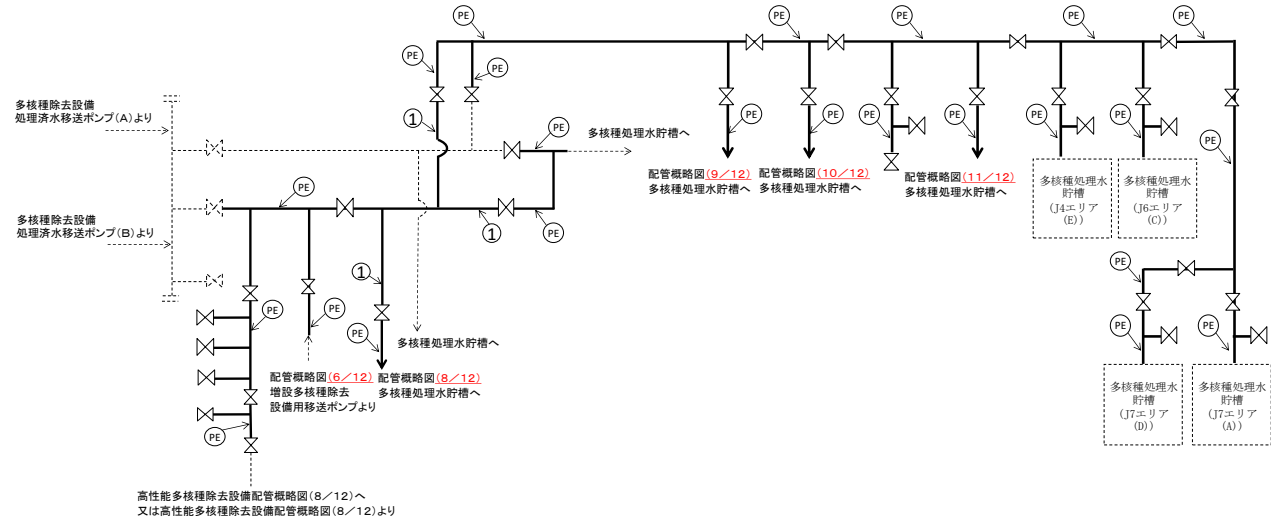 PE
PE
PE
PE
PE
PE
PE
PE
①
PE
PE
PE
PE
PE
PE
PE
PE
多核種除去設備
処理済水移送ポンプ(A)より
多核種処理水貯槽へ
配管概略図(9/12)
多核種処理水貯槽へ
配管概略図(10/12)
多核種処理水貯槽へ
配管概略図(11/12)
多核種処理水貯槽へ
多核種処理水
貯槽
(J4エリア
(E))
多核種処理水
貯槽
(J6エリア
(C))
PE
多核種除去設備
処理済水移送ポンプ(B)より
①
PE
①
PE
PE
PE
PE
PE
PE
PE
多核種処理水貯槽へ
配管概略図(6/12)
増設多核種除去
設備用移送ポンプより
配管概略図(8/12)
多核種処理水貯槽へ
多核種処理水
貯槽
(J7エリア
(D))
多核種処理水
貯槽
(J7エリア
(A))
PE
高性能多核種除去設備配管概略図(8/12)へ
又は高性能多核種除去設備配管概略図(8/12)より